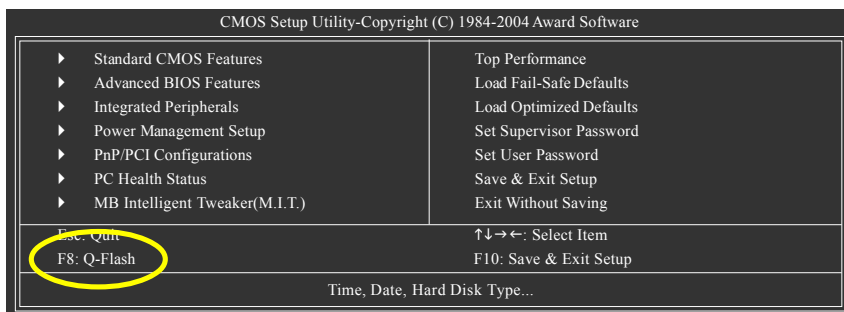 CMOS Setup Utility-Copyright (C) 1984-2004 Award Software
Standard CMOS Features
Advanced BIOS Features
Integrated Peripherals
Power Management Setup
PnP/PCI Configurations
PC Health Status
MB Intelligent Tweaker(M.I.T.)
Top Performance
Load Fail-Safe Defaults
Load Optimized Defaults
Set Supervisor Password
Set User Password
Save & Exit Setup
Exit Without Saving
Esc: Quit
F8: Q-Flash
↑↓→←: Select Item
F10: Save & Exit Setup
Time, Date, Hard Disk Type...